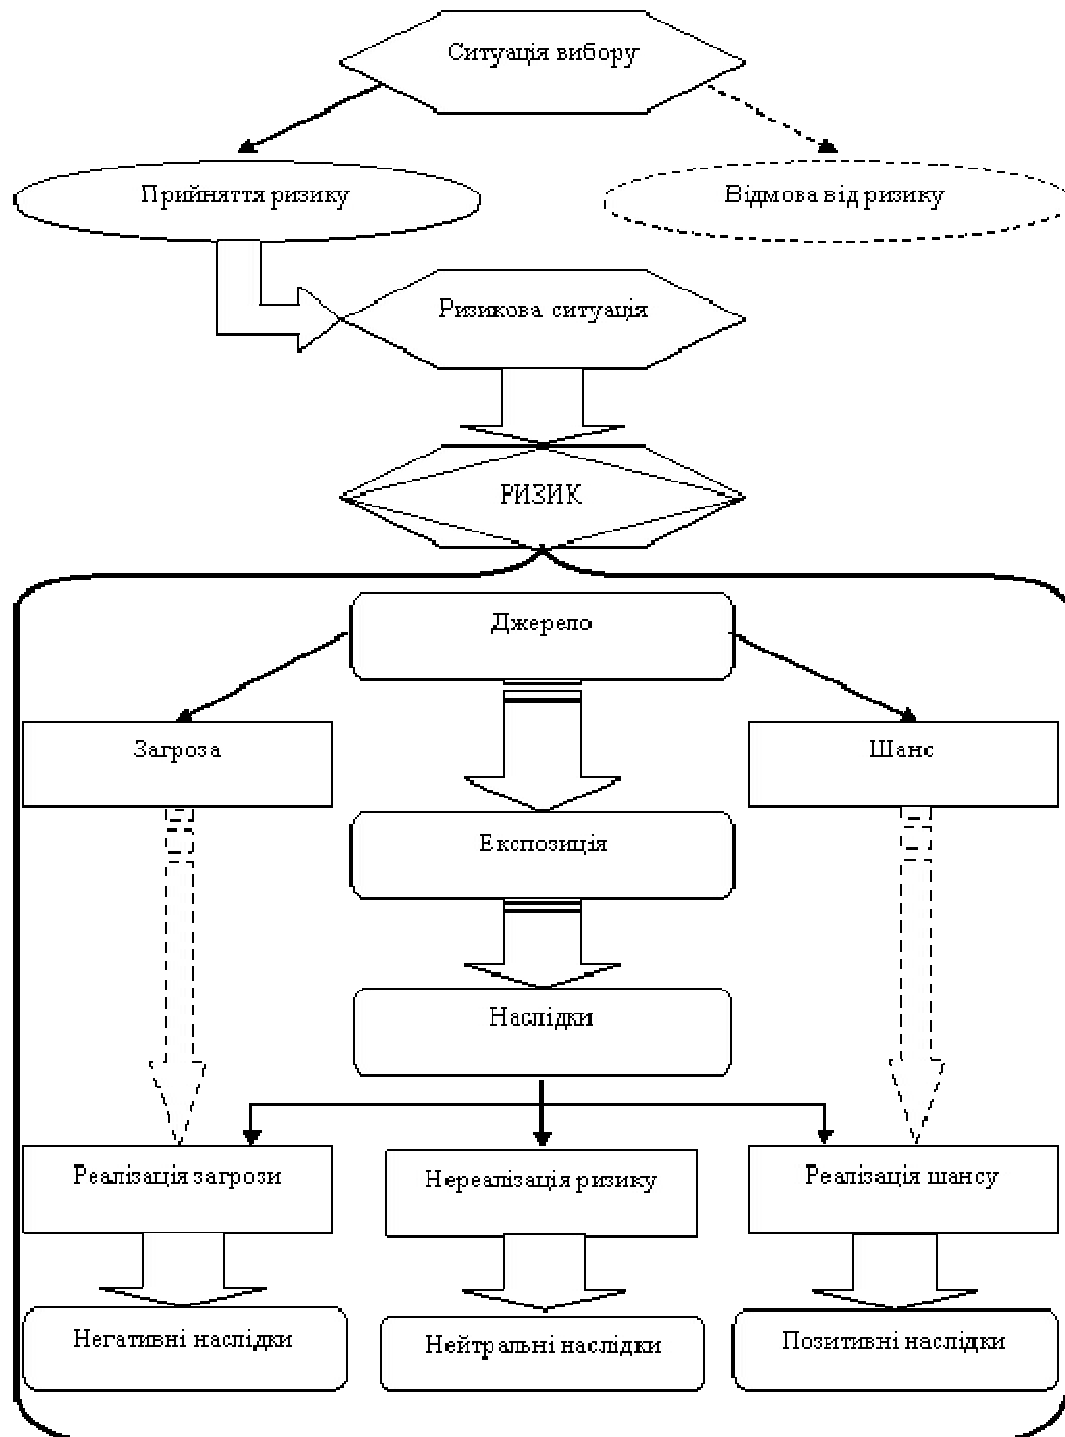 Ситуація вибору
Прийняття ризику
Відмова від ризику
Ризикова ситуація
РИЗИК
Джерело
Загроза
Шанс
Експозиція
Наслідки
Реалізація загрози
Нереалізація ризику
Реалізація шансу
Негативні наслідки
Нейтральні наслідки
Позитивні наслідки